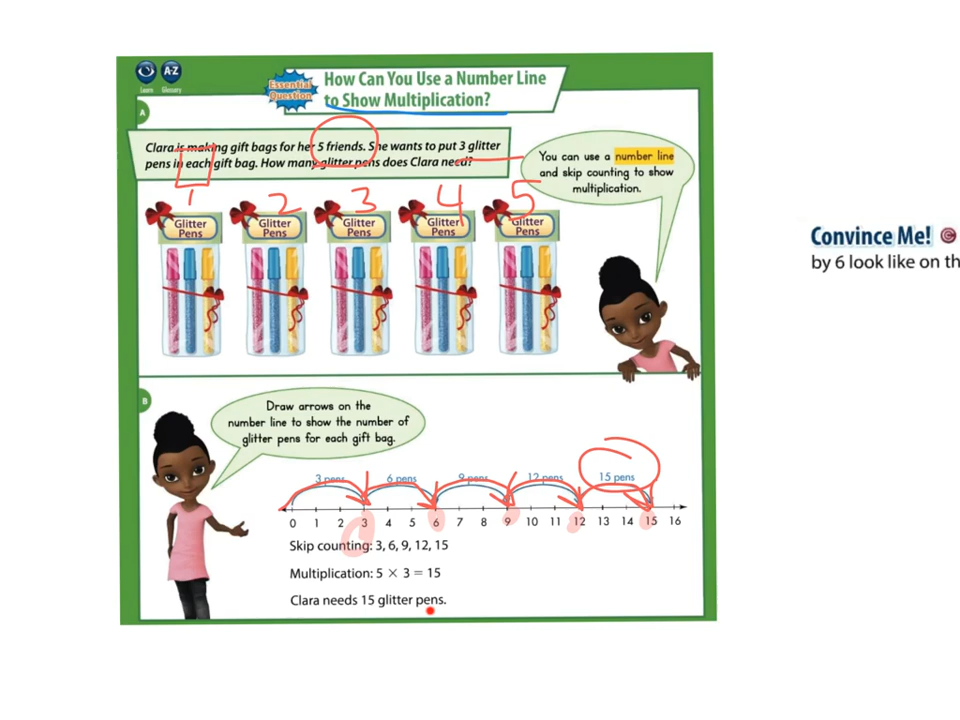 Learn
A-Z
Glossary
Essential
Question
How Can You Use a Number Line
to Show Multiplication?
A
Clara is making gift bags for her 5 friends. She wants to put 3 glitter
pens in each gift bag. How many glitter pens does Clara need?
You can use a number line
and skip counting to show
multiplication.
1 2 3 4 5
Glitter Pens
Glitter Pens
Glitter Pens
Glitter Pens
Glitter Pens
Convince Me!
by 6 look like on th
B
Draw arrows on the
number line to show the number of
glitter pens for each gift bag.
3 pens 6 pens 9 pens 12 pens 15 pens
0 1 2 3 4 5 6 7 8 9 10 11 12 13 14 15 16
Skip counting: 3, 6, 9, 12, 15
Multiplication: 5 × 3 = 15
Clara needs 15 glitter pens.